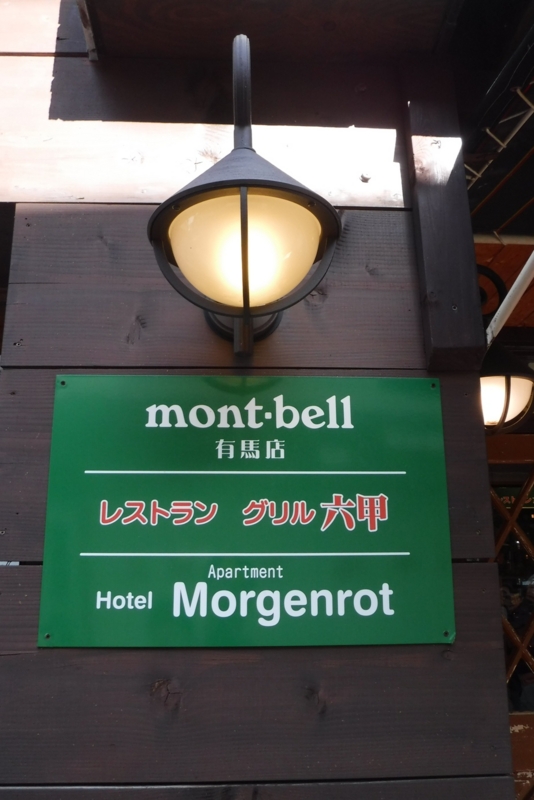 mont-bell
有馬店
レストラン グリル 六甲
Apartment
Hotel Morgenrot